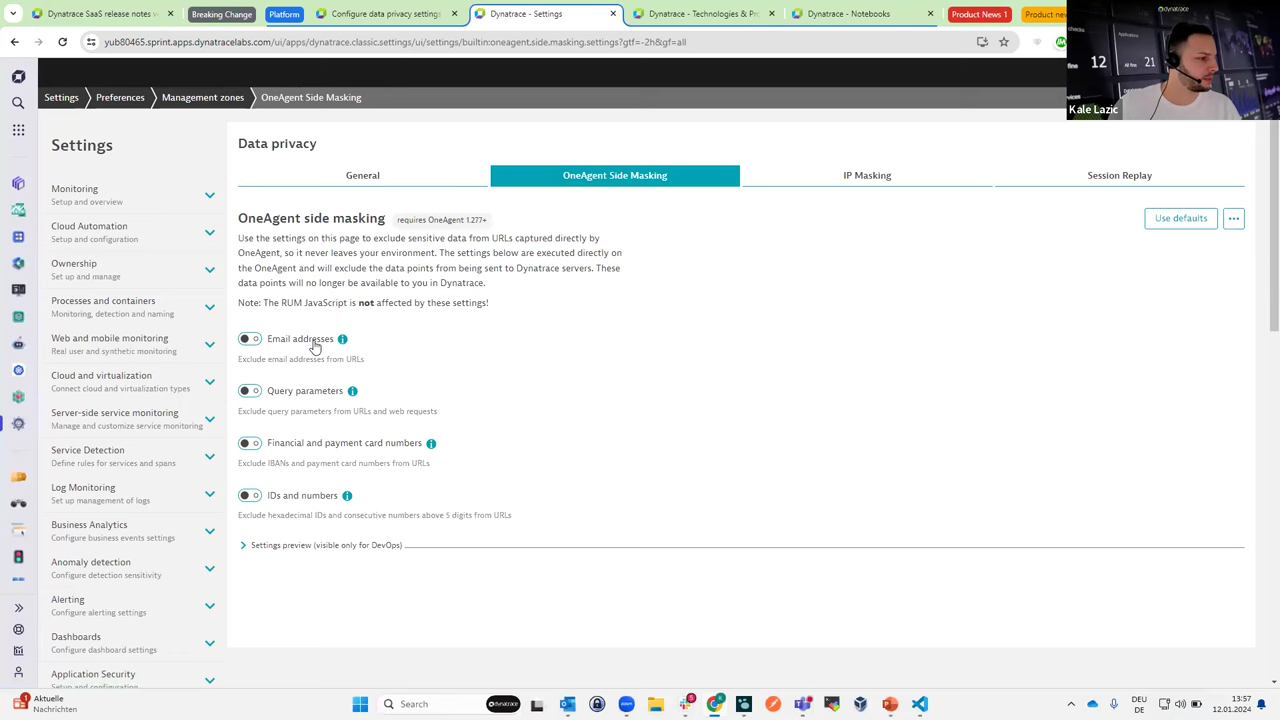 Dynatrace SaaS release notes v
Breaking Change
Platform
Configure data privacy settings
Dynatrace - Settings
Dynatrace - Technologies & Pr
Dynatrace - Notebooks
Product News 1
Product new
yub80465.sprint.apps.dynatracelabs.com/ui/apps/dynatrace.classic.settings/ui/settings/builtin:oneagent.side.masking.settings?gtf=-2h&gf=all
dynatrace
checks
Applications
12
All fine
21
Kale Lazic
Settings
Preferences
Management zones
OneAgent Side Masking
Settings
Monitoring
Setup and overview
Cloud Automation
Setup and configuration
Ownership
Set up and manage
Processes and containers
Monitoring, detection and naming
Web and mobile monitoring
Real user and synthetic monitoring
Cloud and virtualization
Connect cloud and virtualization types
Server-side service monitoring
Manage and customize service monitoring
Service Detection
Define rules for services and spans
Log Monitoring
Set up management of logs
Business Analytics
Configure business events settings
Anomaly detection
Configure detection sensitivity
Alerting
Configure alerting settings
Dashboards
Configure dashboard settings
Application Security
Setup and configuration
Data privacy
General
OneAgent Side Masking
IP Masking
Session Replay
OneAgent side masking
requires OneAgent 1.277+
Use defaults
Use the settings on this page to exclude sensitive data from URLs captured directly by
OneAgent, so it never leaves your environment. The settings below are executed directly on
the OneAgent and will exclude the data points from being sent to Dynatrace servers. These
data points will no longer be available to you in Dynatrace.
Note: The RUM JavaScript is not affected by these settings!
Email addresses
Exclude email addresses from URLs
Query parameters
Exclude query parameters from URLs and web requests
Financial and payment card numbers
Exclude IBANs and payment card numbers from URLs
IDs and numbers
Exclude hexadecimal IDs and consecutive numbers above 5 digits from URLs
Settings preview (visible only for DevOps)
1
Aktuelle
Nachrichten
Search
dynatrace
5
DEU
DE
13:57
12.01.2024